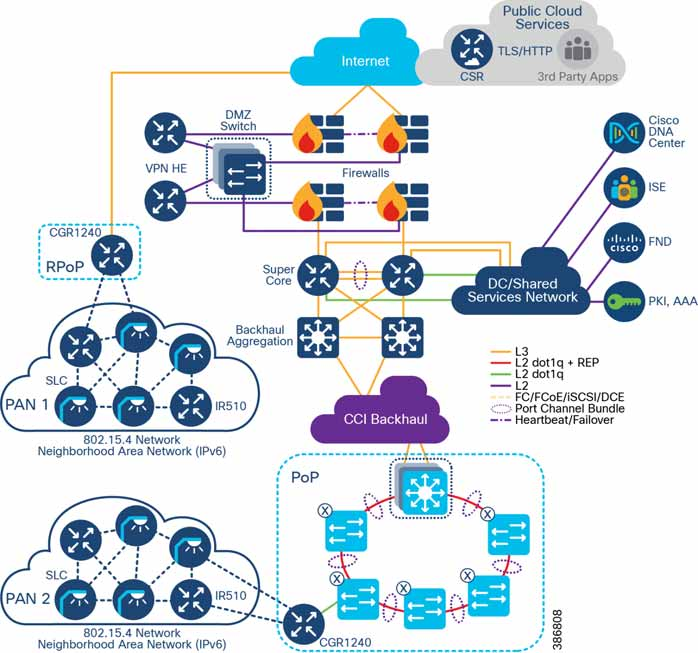 Public Cloud
Services
Internet
TLS/HTTP
CSR
3rd Party Apps
DMZ
Switch
Cisco
DNA
Center
VPN HE
Firewalls
ISE
CGR1240
RPoP
CISCO
FND
Super
Core
DC/Shared
Services Network
PKI, AAA
Backhaul
Aggregation
L3
L2 dot1q + REP
L2 dot1q
L2
FC/FCoE/iSCSI/DCE
Port Channel Bundle
Heartbeat/Failover
SLC
PAN 1
IR510
802.15.4 Network
Neighborhood Area Network (IPv6)
CCI Backhaul
PoP
X
X
X
X
SLC
PAN 2
IR510
802.15.4 Network
Neighborhood Area Network (IPv6)
CGR1240
386808